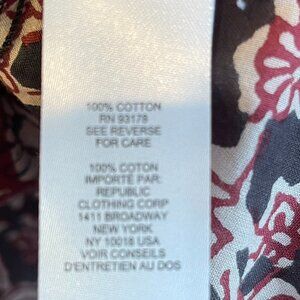 100% COTTON
RN 93179
SEE REVERSE
FOR CARE
100% COTON
IMPORTÉ PAR:
REPUBLIC
CLOTHING CORP
1411 BROADWAY
NEW YORK
NY 10018 USA
VOIR CONSEILS
D'ENTRETIEN AU DOS